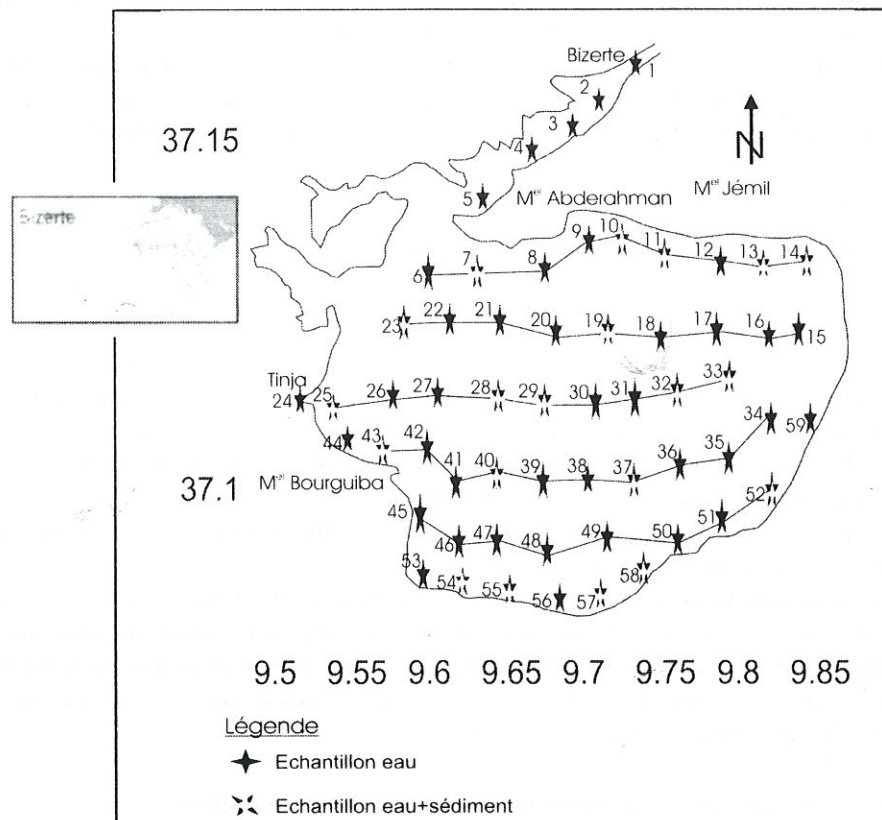 Bizerte
1
2
3
37.15
4
5
Mᵉˡ Abderahman
Mᵉˡ Jémil
N
Bizerte
6 7 8 9 10 11 12 13 14
23 22 21 20 19 18 17 16 15
Tinja
24 25 26 27 28 29 30 31 32 33
44 43 42 41 40 39 38 37 36 35 34 59
37.1
Mᵉˡ Bourguiba
45 46 47 48 49 50 51 52
53 54 55 56 57 58
9.5 9.55 9.6 9.65 9.7 9.75 9.8 9.85
Légende
Echantillon eau
Echantillon eau+sédiment